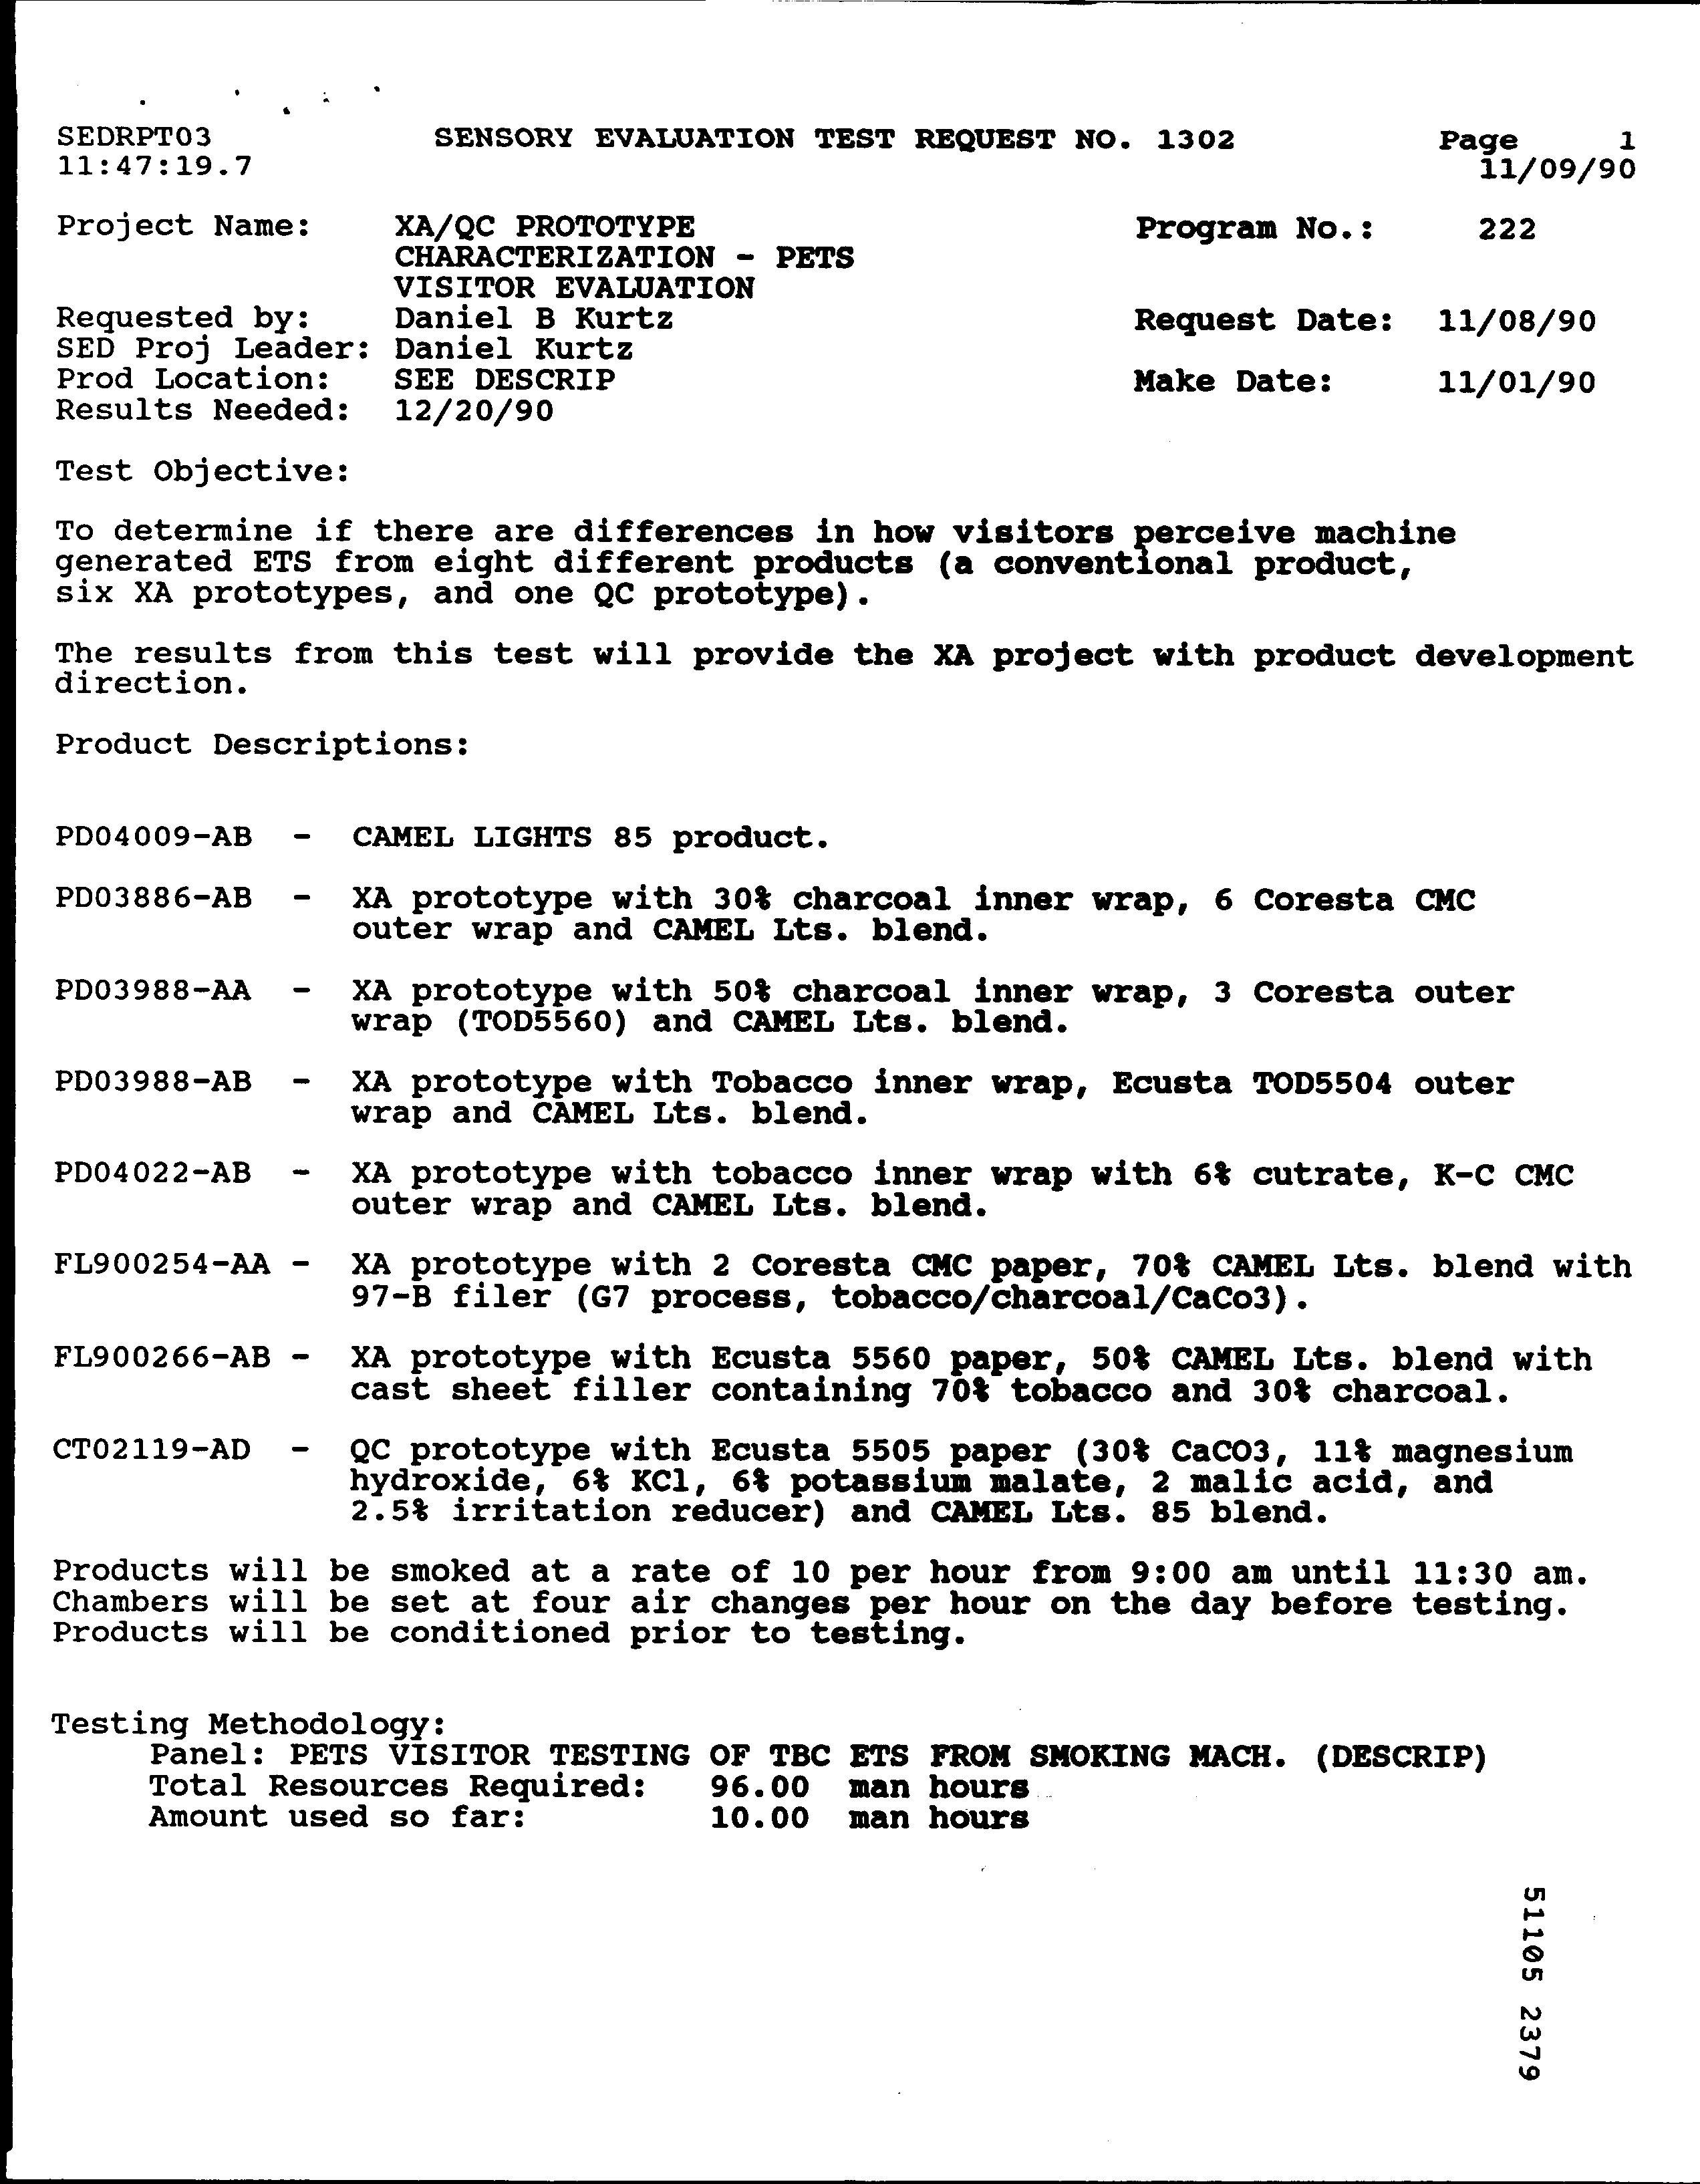 SEDRPT03 SENSORY EVALUATION TEST REQUEST NO. 1302 Page 1
11:47:19.7 11/09/90
Project Name: XA/QC PROTOTYPE Program No.: 222
CHARACTERIZATION - PETS
VISITOR EVALUATION
Requested by: Daniel B Kurtz Request Date: 11/08/90
SED Proj Leader: Daniel Kurtz
Prod Location: SEE DESCRIP Make Date: 11/01/90
Results Needed: 12/20/90
Test Objective:
To determine if there are differences in how visitors perceive machine
generated ETS from eight different products (a conventional product,
six XA prototypes, and one QC prototype).
The results from this test will provide the XA project with product development
direction.
Product Descriptions:
PD04009-AB - CAMEL LIGHTS 85 product.
PD03886-AB - XA prototype with 30% charcoal inner wrap, 6 Coresta CMC
outer wrap and CAMEL Lts. blend.
PD03988-AA - XA prototype with 50% charcoal inner wrap, 3 Coresta outer
wrap (TOD5560) and CAMEL Lts. blend.
PD03988-AB - XA prototype with Tobacco inner wrap, Ecusta TOD5504 outer
wrap and CAMEL Lts. blend.
PD04022-AB - XA prototype with tobacco inner wrap with 6% cutrate, K-C CMC
outer wrap and CAMEL Lts. blend.
FL900254-AA - XA prototype with 2 Coresta CMC paper, 70% CAMEL Lts. blend with
97-B filer (G7 process, tobacco/charcoal/CaCo3).
FL900266-AB - XA prototype with Ecusta 5560 paper, 50% CAMEL Lts. blend with
cast sheet filler containing 70% tobacco and 30% charcoal.
CT02119-AD - QC prototype with Ecusta 5505 paper (30% CaCO3, 11% magnesium
hydroxide, 6% KCl, 6% potassium malate, 2 malic acid, and
2.5% irritation reducer) and CAMEL Lts. 85 blend.
Products will be smoked at a rate of 10 per hour from 9:00 am until 11:30 am.
Chambers will be set at four air changes per hour on the day before testing.
Products will be conditioned prior to testing.
Testing Methodology:
Panel: PETS VISITOR TESTING OF TBC ETS FROM SMOKING MACH. (DESCRIP)
Total Resources Required: 96.00 man hours
Amount used so far: 10.00 man hours
51105 2379